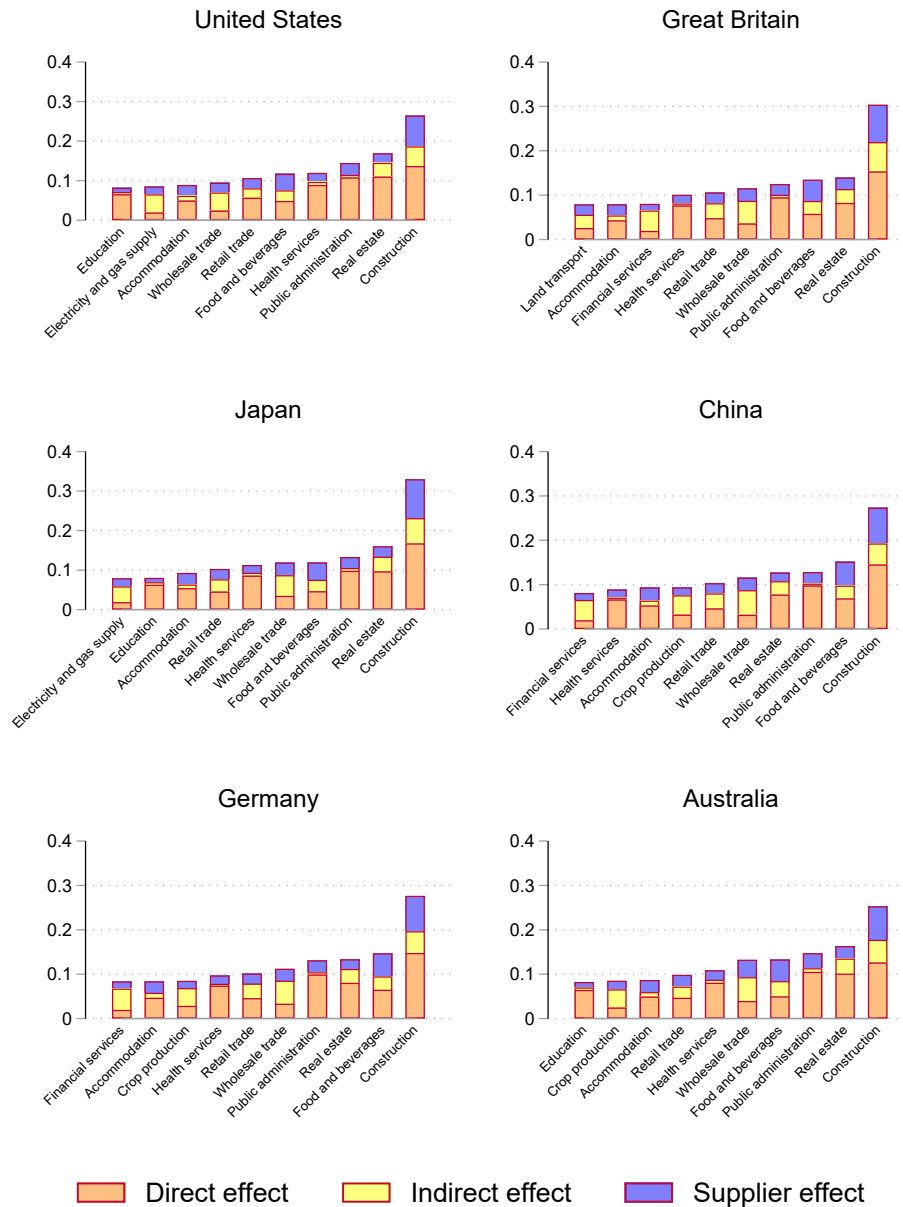 United States
0.4
0.3
0.2
0.1
0
Education
Electricity and gas supply
Accommodation
Wholesale trade
Retail trade
Food and beverages
Health services
Public administration
Real estate
Construction
Great Britain
0.4
0.3
0.2
0.1
0
Land transport
Accommodation
Financial services
Health services
Retail trade
Wholesale trade
Public administration
Food and beverages
Real estate
Construction
Japan
0.4
0.3
0.2
0.1
0
Electricity and gas supply
Education
Accommodation
Retail trade
Health services
Wholesale trade
Food and beverages
Public administration
Real estate
Construction
China
0.4
0.3
0.2
0.1
0
Financial services
Health services
Accommodation
Crop production
Retail trade
Wholesale trade
Real estate
Public administration
Food and beverages
Construction
Germany
0.4
0.3
0.2
0.1
0
Financial services
Accommodation
Crop production
Health services
Retail trade
Wholesale trade
Public administration
Real estate
Food and beverages
Construction
Australia
0.4
0.3
0.2
0.1
0
Education
Crop production
Accommodation
Retail trade
Health services
Wholesale trade
Food and beverages
Public administration
Real estate
Construction
Direct effect
Indirect effect
Supplier effect